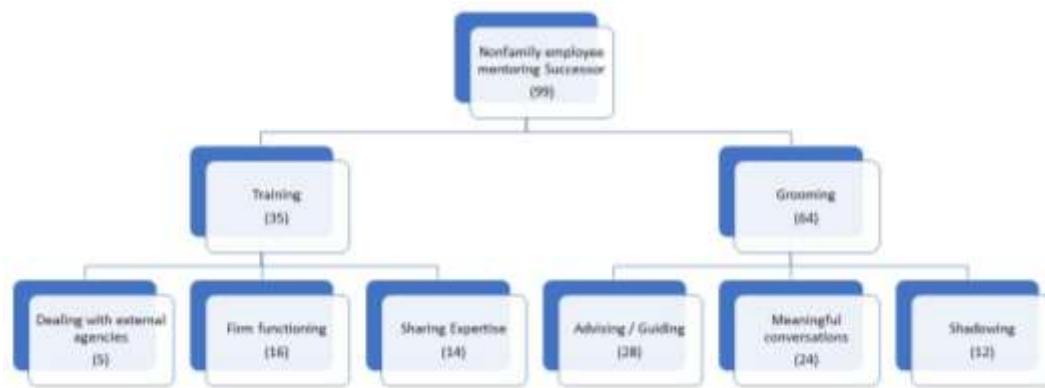 Nonfamily employee
mentoring Successor
(99)
Training
(35)
Grooming
(64)
Dealing with external
agencies
(5)
Firm functioning
(16)
Sharing Expertise
(14)
Advising / Guiding
(28)
Meaningful
conversations
(24)
Shadowing
(12)